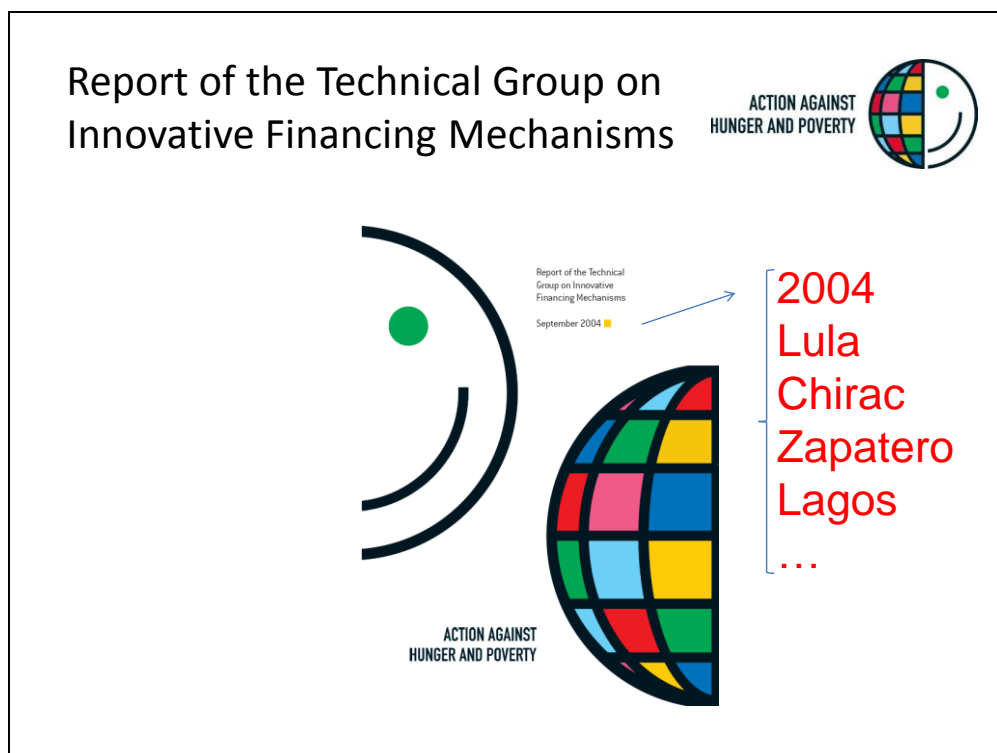 Report of the Technical Group on
Innovative Financing Mechanisms
ACTION AGAINST
HUNGER AND POVERTY
Report of the Technical
Group on Innovative
Financing Mechanisms
September 2004
2004
Lula
Chirac
Zapatero
Lagos
…
ACTION AGAINST
HUNGER AND POVERTY